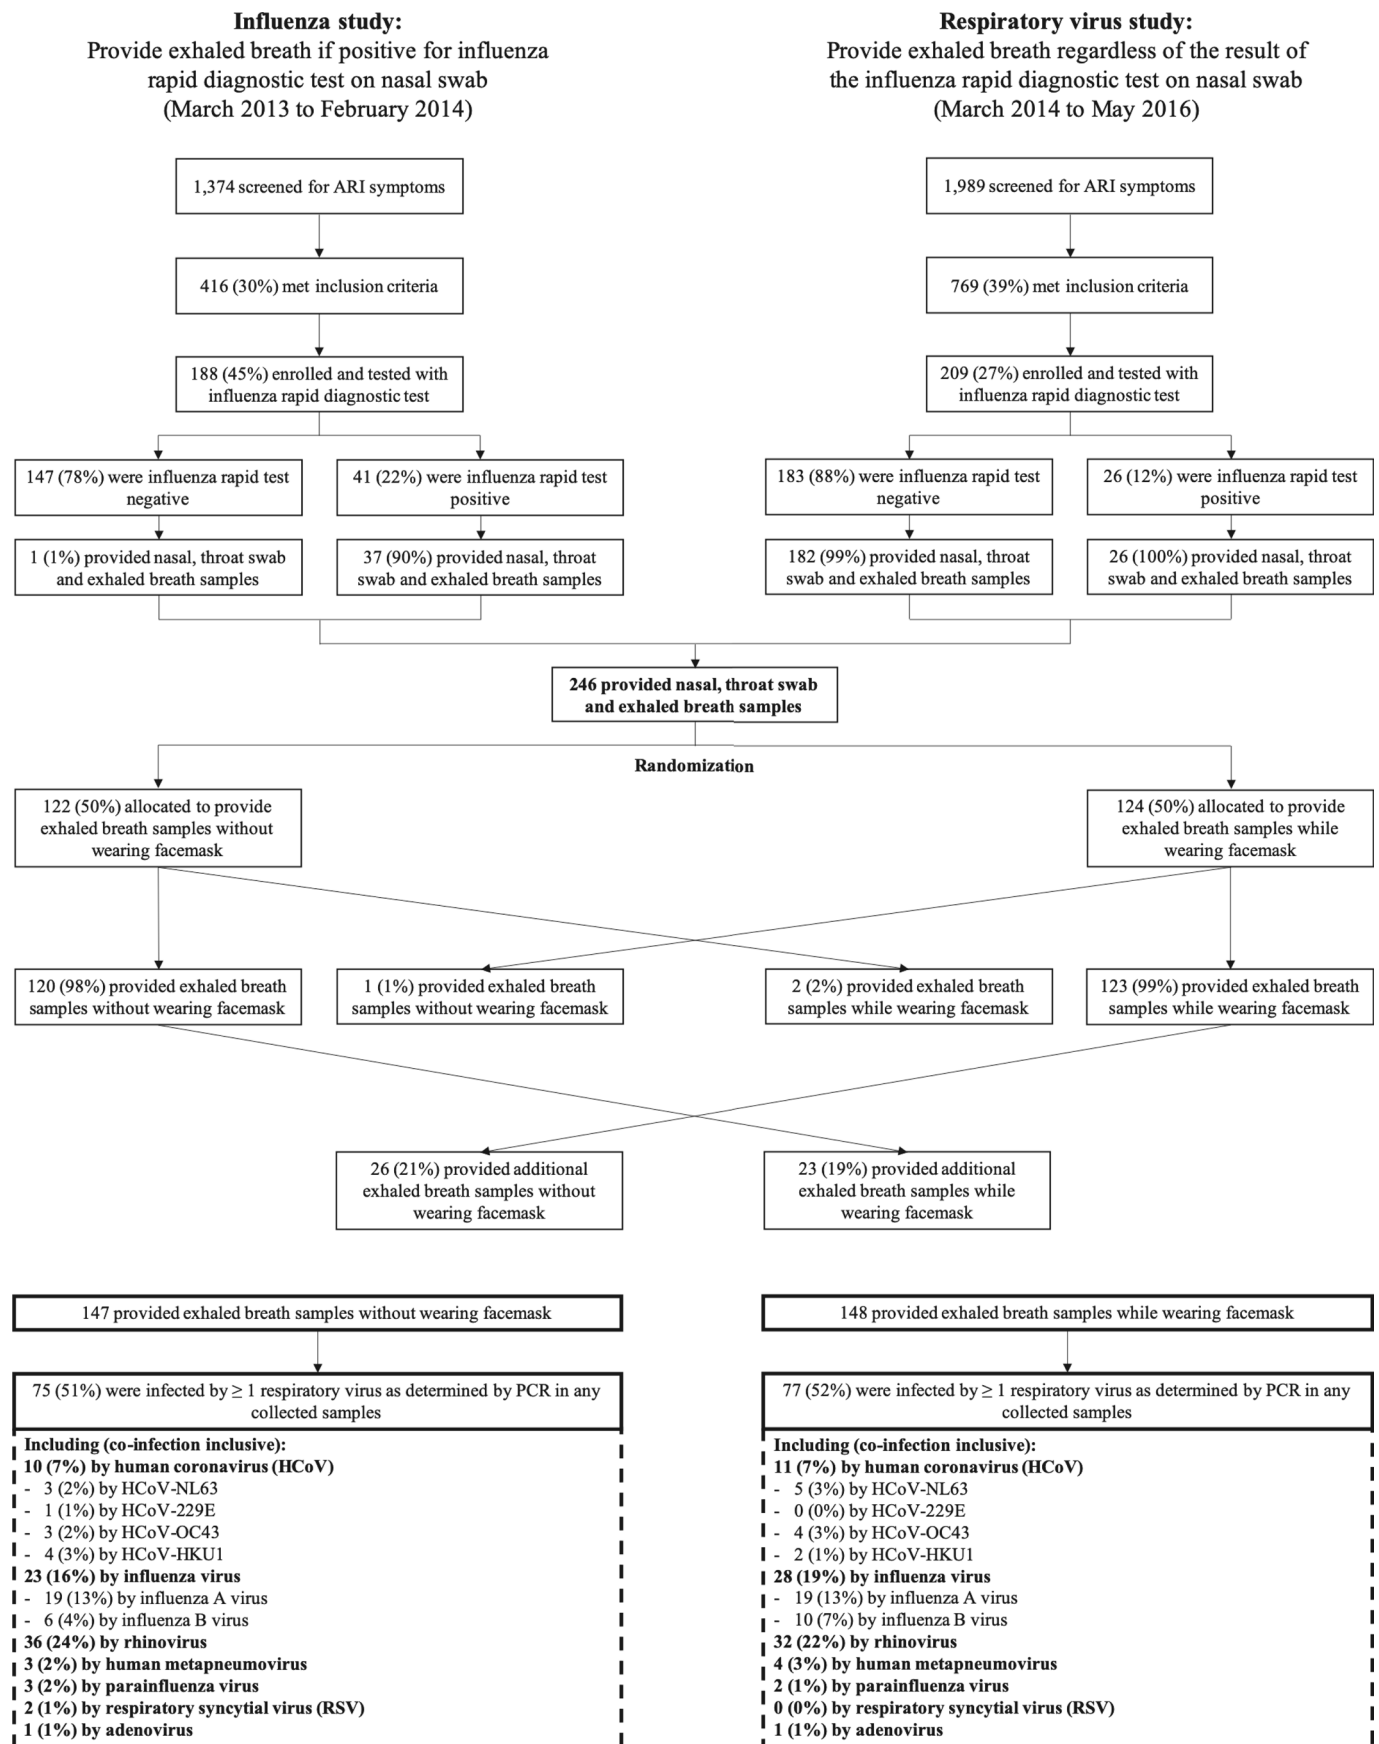 Influenza study:
Provide exhaled breath if positive for influenza
rapid diagnostic test on nasal swab
(March 2013 to February 2014)
Respiratory virus study:
Provide exhaled breath regardless of the result of
the influenza rapid diagnostic test on nasal swab
(March 2014 to May 2016)
1,374 screened for ARI symptoms
1,989 screened for ARI symptoms
416 (30%) met inclusion criteria
769 (39%) met inclusion criteria
188 (45%) enrolled and tested with
influenza rapid diagnostic test
209 (27%) enrolled and tested with
influenza rapid diagnostic test
147 (78%) were influenza rapid test
negative
41 (22%) were influenza rapid test
positive
183 (88%) were influenza rapid test
negative
26 (12%) were influenza rapid test
positive
1 (1%) provided nasal, throat swab
and exhaled breath samples
37 (90%) provided nasal, throat
swab and exhaled breath samples
182 (99%) provided nasal, throat
swab and exhaled breath samples
26 (100%) provided nasal, throat
swab and exhaled breath samples
246 provided nasal, throat swab
and exhaled breath samples
Randomization
122 (50%) allocated to provide
exhaled breath samples without
wearing facemask
124 (50%) allocated to provide
exhaled breath samples while
wearing facemask
120 (98%) provided exhaled breath
samples without wearing facemask
1 (1%) provided exhaled breath
samples without wearing facemask
2 (2%) provided exhaled breath
samples while wearing facemask
123 (99%) provided exhaled breath
samples while wearing facemask
26 (21%) provided additional
exhaled breath samples without
wearing facemask
23 (19%) provided additional
exhaled breath samples while
wearing facemask
147 provided exhaled breath samples without wearing facemask
148 provided exhaled breath samples while wearing facemask
75 (51%) were infected by ≥ 1 respiratory virus as determined by PCR in any
collected samples
Including (co-infection inclusive):
10 (7%) by human coronavirus (HCoV)
- 3 (2%) by HCoV-NL63
- 1 (1%) by HCoV-229E
- 3 (2%) by HCoV-OC43
- 4 (3%) by HCoV-HKU1
23 (16%) by influenza virus
- 19 (13%) by influenza A virus
- 6 (4%) by influenza B virus
36 (24%) by rhinovirus
3 (2%) by human metapneumovirus
3 (2%) by parainfluenza virus
2 (1%) by respiratory syncytial virus (RSV)
1 (1%) by adenovirus
77 (52%) were infected by ≥ 1 respiratory virus as determined by PCR in any
collected samples
Including (co-infection inclusive):
11 (7%) by human coronavirus (HCoV)
- 5 (3%) by HCoV-NL63
- 0 (0%) by HCoV-229E
- 4 (3%) by HCoV-OC43
- 2 (1%) by HCoV-HKU1
28 (19%) by influenza virus
- 19 (13%) by influenza A virus
- 10 (7%) by influenza B virus
32 (22%) by rhinovirus
4 (3%) by human metapneumovirus
2 (1%) by parainfluenza virus
0 (0%) by respiratory syncytial virus (RSV)
1 (1%) by adenovirus